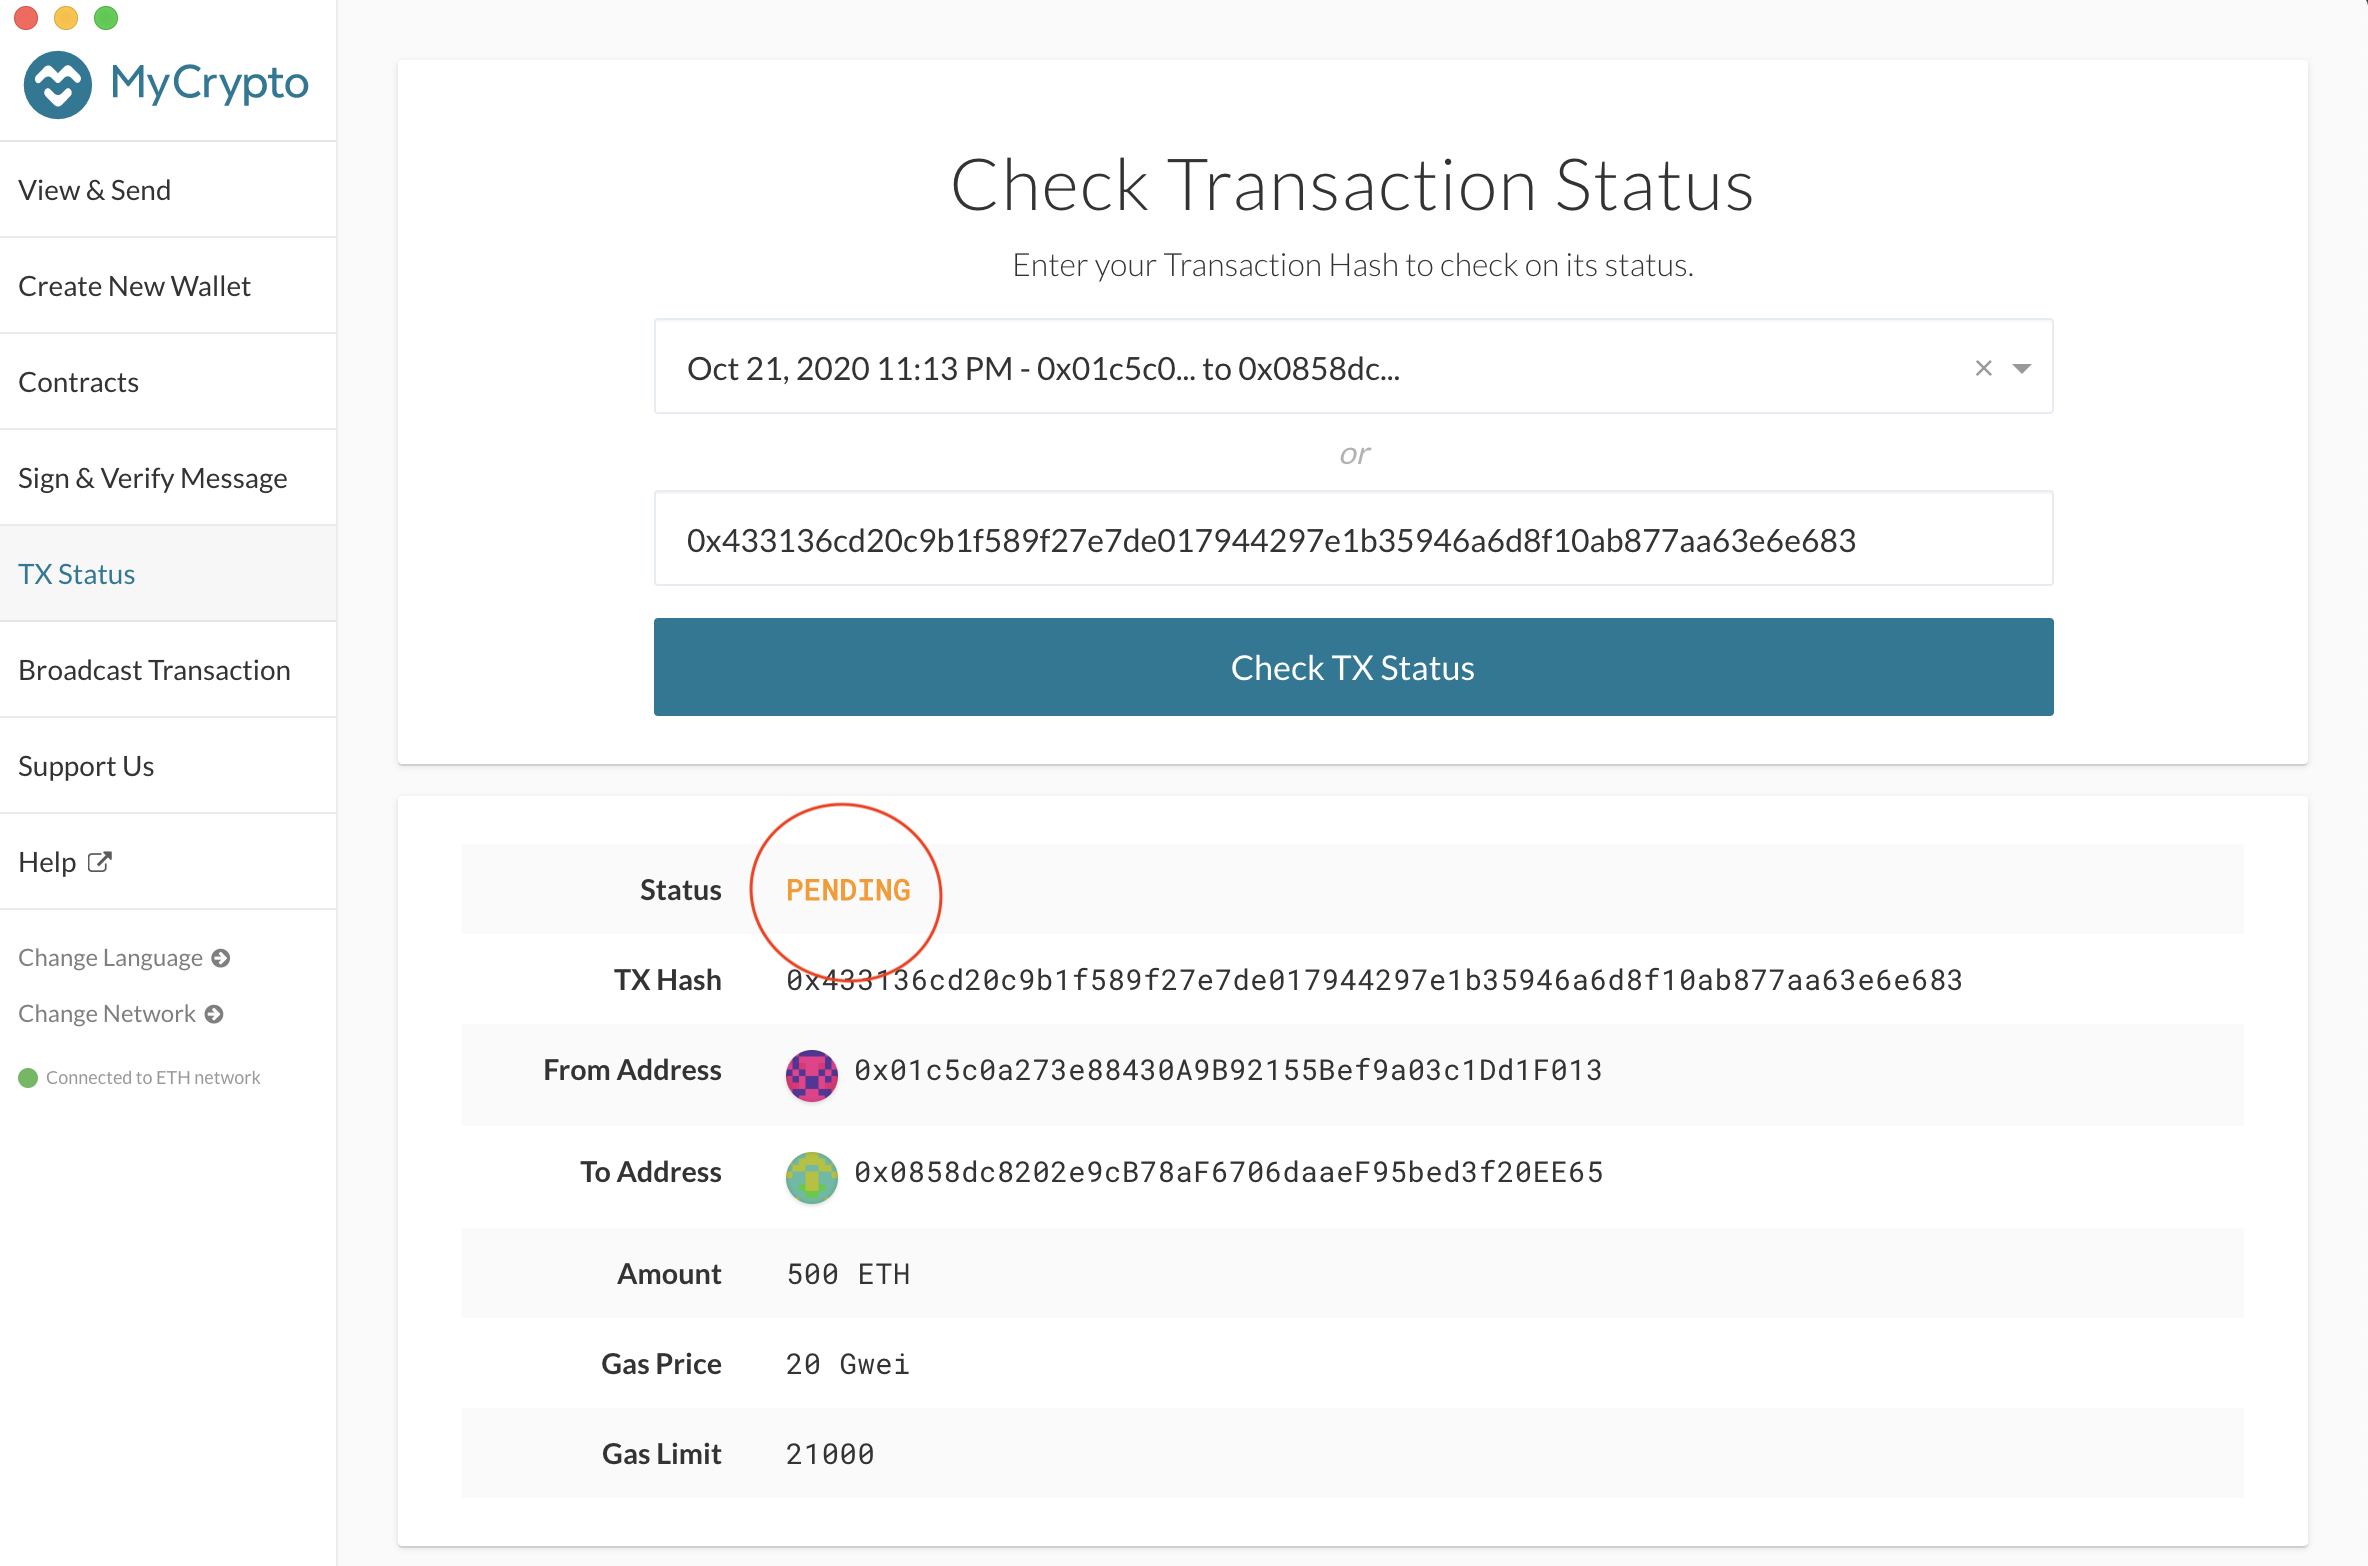 MyCrypto
View & Send
Create New Wallet
Contracts
Sign & Verify Message
TX Status
Broadcast Transaction
Support Us
Help
Change Language
Change Network
Connected to ETH network
Check Transaction Status
Enter your Transaction Hash to check on its status.
Oct 21, 2020 11:13 PM - 0x01c5c0... to 0x0858dc...
or
0x433136cd20c9b1f589f27e7de017944297e1b35946a6d8f10ab877aa63e6e683
Check TX Status
Status PENDING
TX Hash 0x433136cd20c9b1f589f27e7de017944297e1b35946a6d8f10ab877aa63e6e683
From Address 0x01c5c0a273e88430A9B92155Bef9a03c1Dd1F013
To Address 0x0858dc8202e9cB78aF6706daaeF95bed3f20EE65
Amount 500 ETH
Gas Price 20 Gwei
Gas Limit 21000